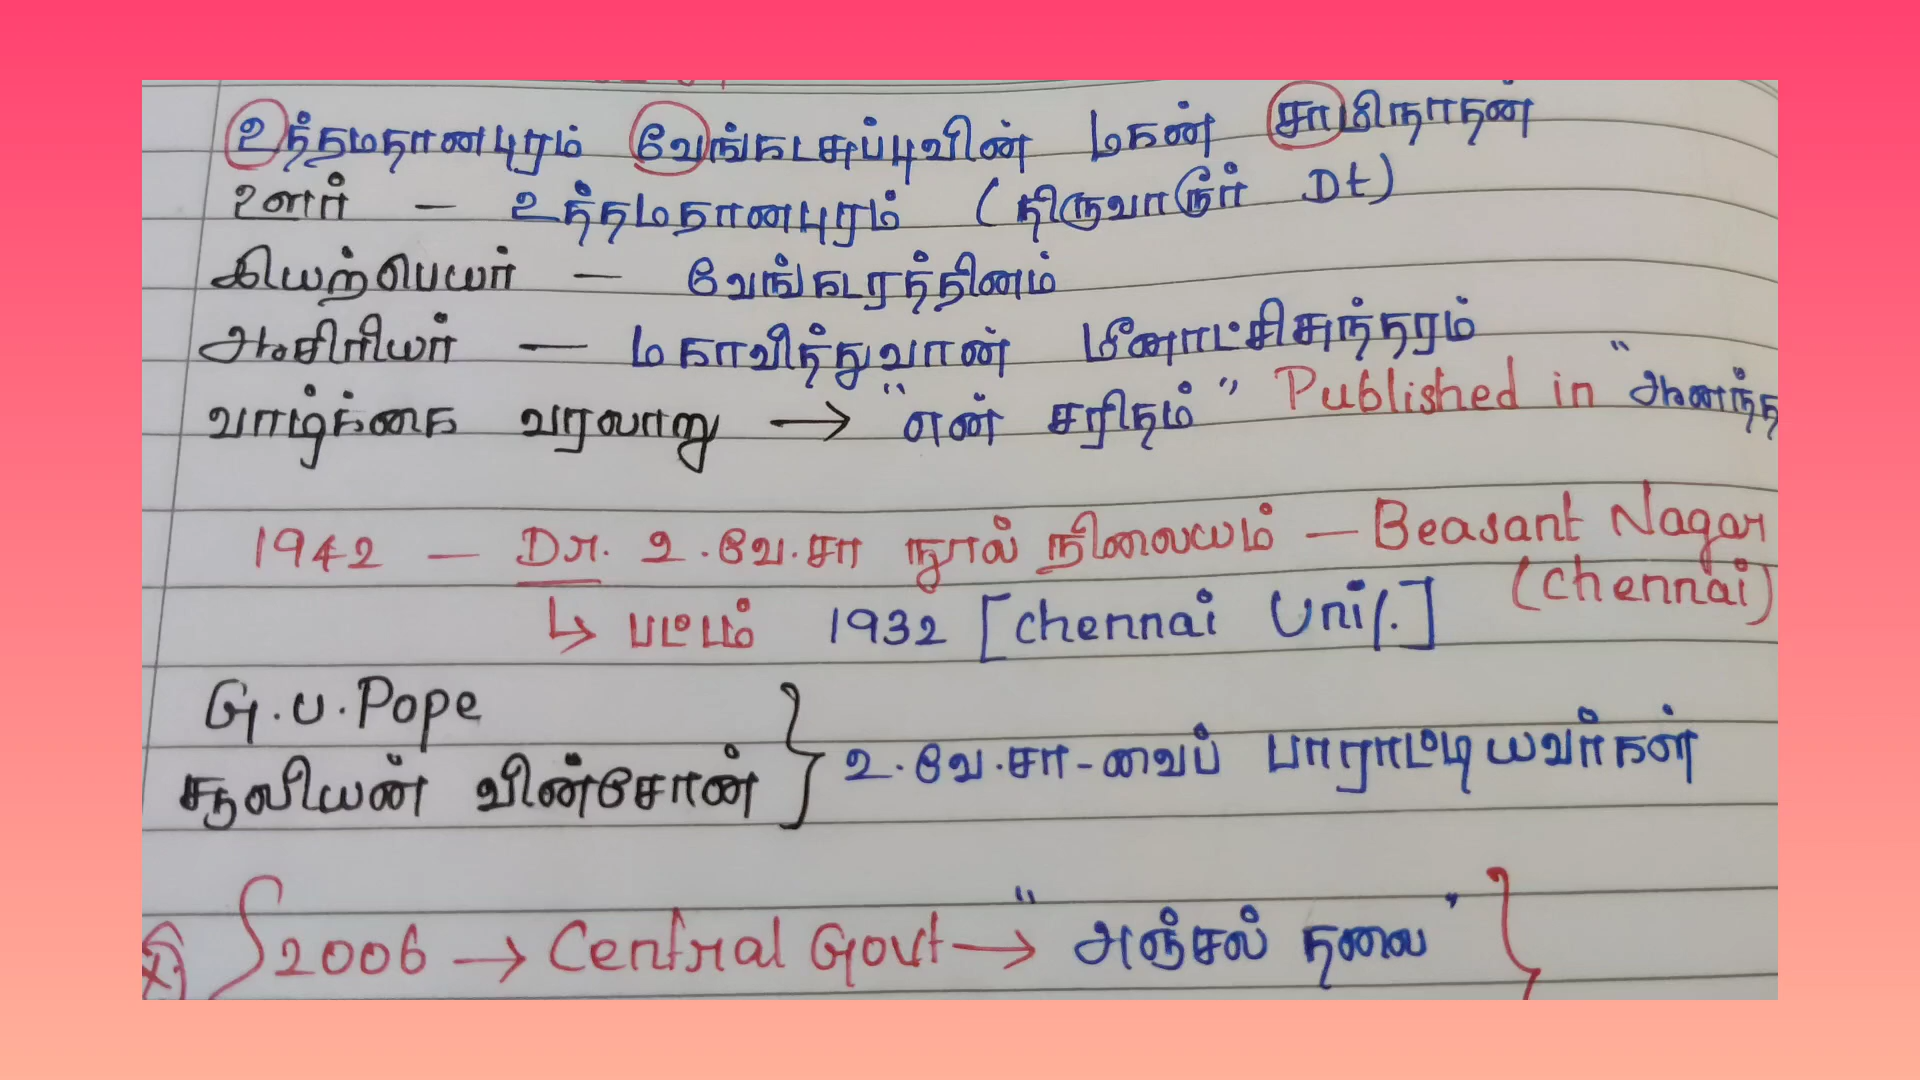 உத்தமதானபுரம் வேங்கடசுப்புவின் மகன் சாமிநாதன்
ஊர் – உத்தமதானபுரம் (திருவாரூர் Dt)
இயற்பெயர் – வேங்கடரத்தினம்
ஆசிரியர் – மகாவித்துவான் மீனாட்சிசுந்தரம்
வாழ்க்கை வரலாறு → "என் சரிதம்" Published in "ஆனந்த
1942 – Dr. உ.வே.சா நூல் நிலையம் – Beasant Nagar
(Chennai)
↳ பட்டம் 1932 [Chennai Uni/.]
G.U.Pope
சூலியன் வின்சோன் } உ.வே.சா-வைப் பாராட்டியவர்கள்
2006 → Central Govt → "அஞ்சல் தலை"